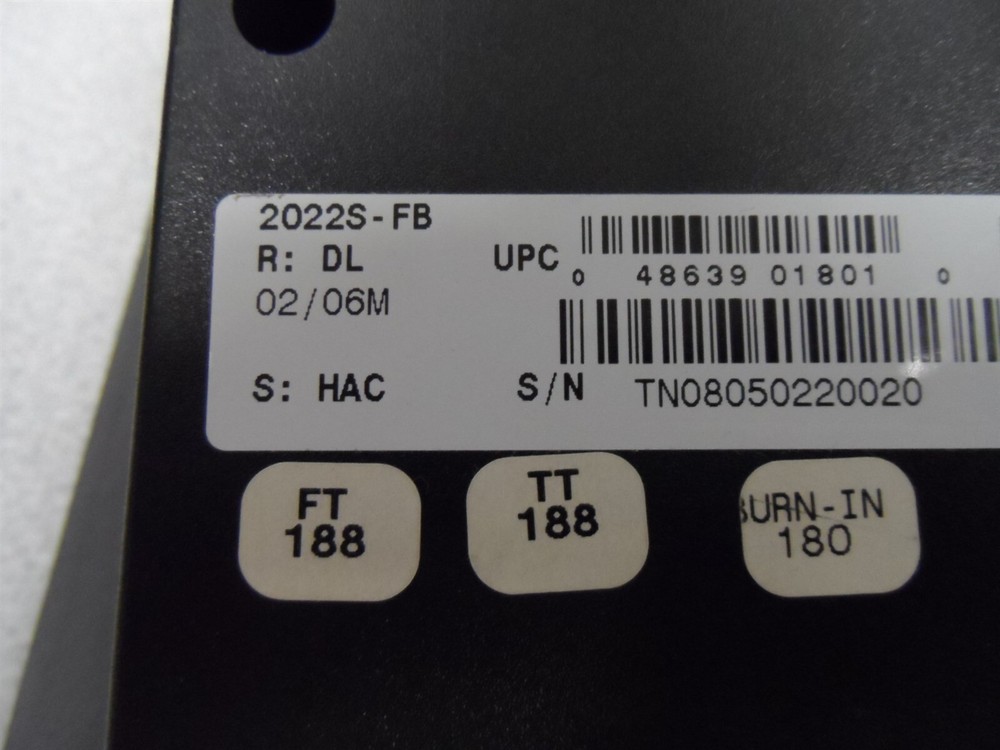 2022S-FB
R: DL
02/06M
UPC 0 48639 01801 0
S: HAC
S/N TN08050220020
FT
188
TT
188
BURN-IN
180